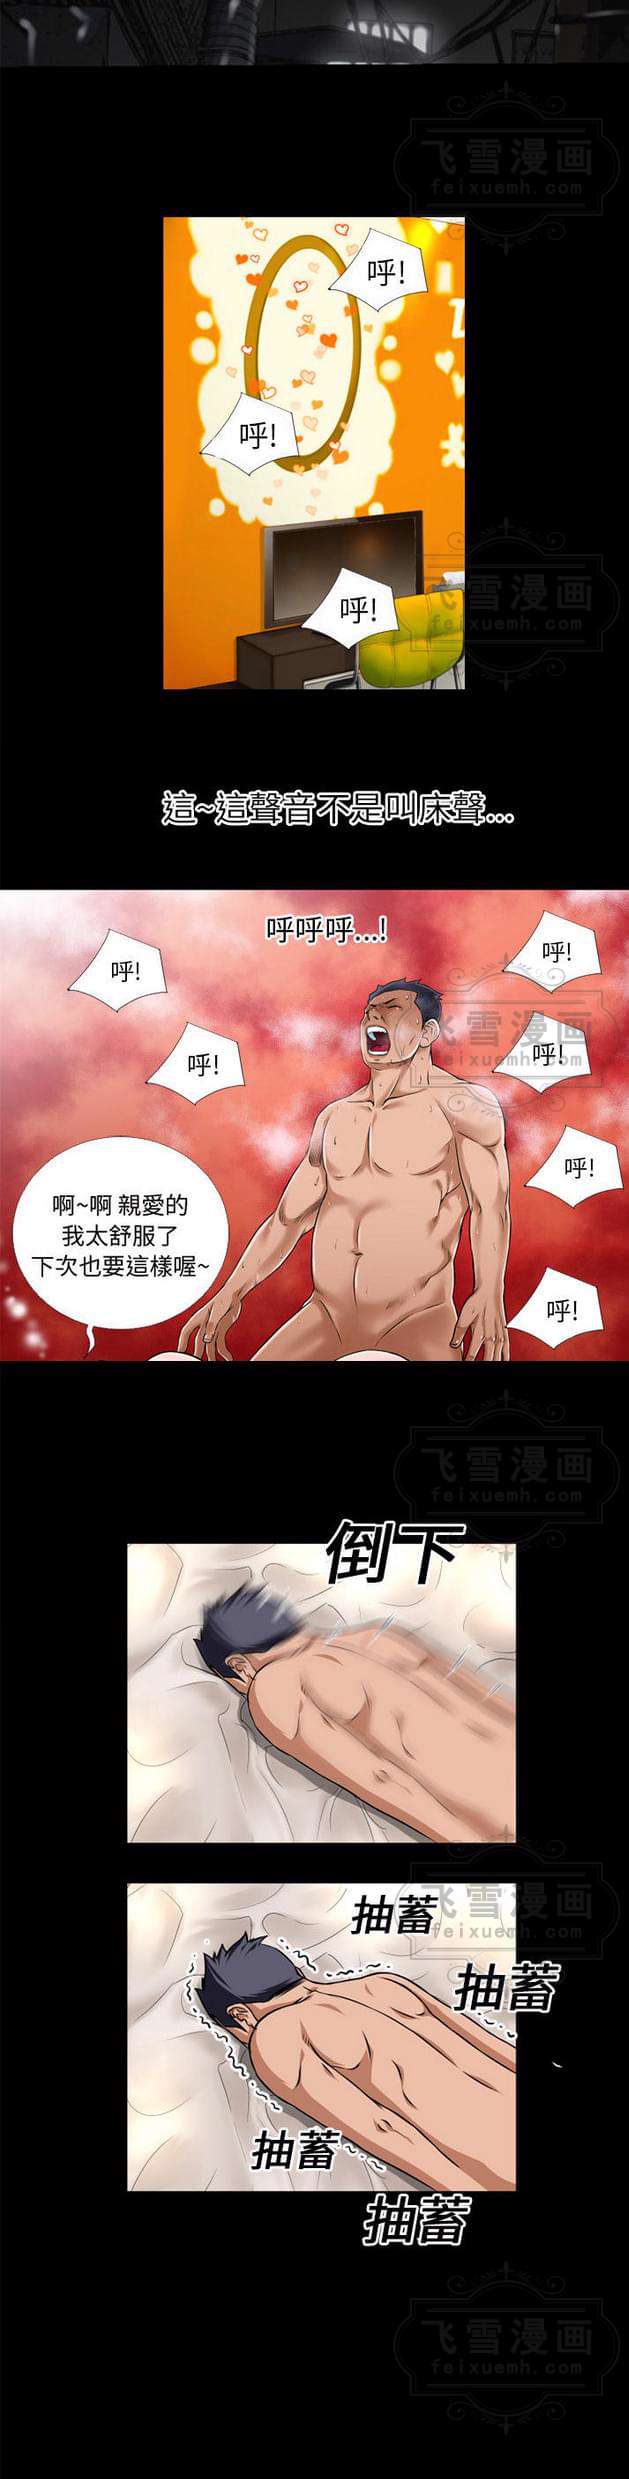 飞雪漫画
feixuemh.com
呼!
呼!
飞雪漫画
feixuemh.com
呼!
這~這聲音不是叫床聲...
呼呼呼...!
呼!
呼!
飞雪漫画
feixuemh.com
呼!
呼!
呼!
啊~啊 親愛的
我太舒服了
下次也要這樣喔~
呼!
飞雪漫画
feixuemh.com
倒下
飞雪漫画
feixuemh.com
抽蓄
抽蓄
抽蓄
抽蓄
飞雪漫画
feixuemh.com